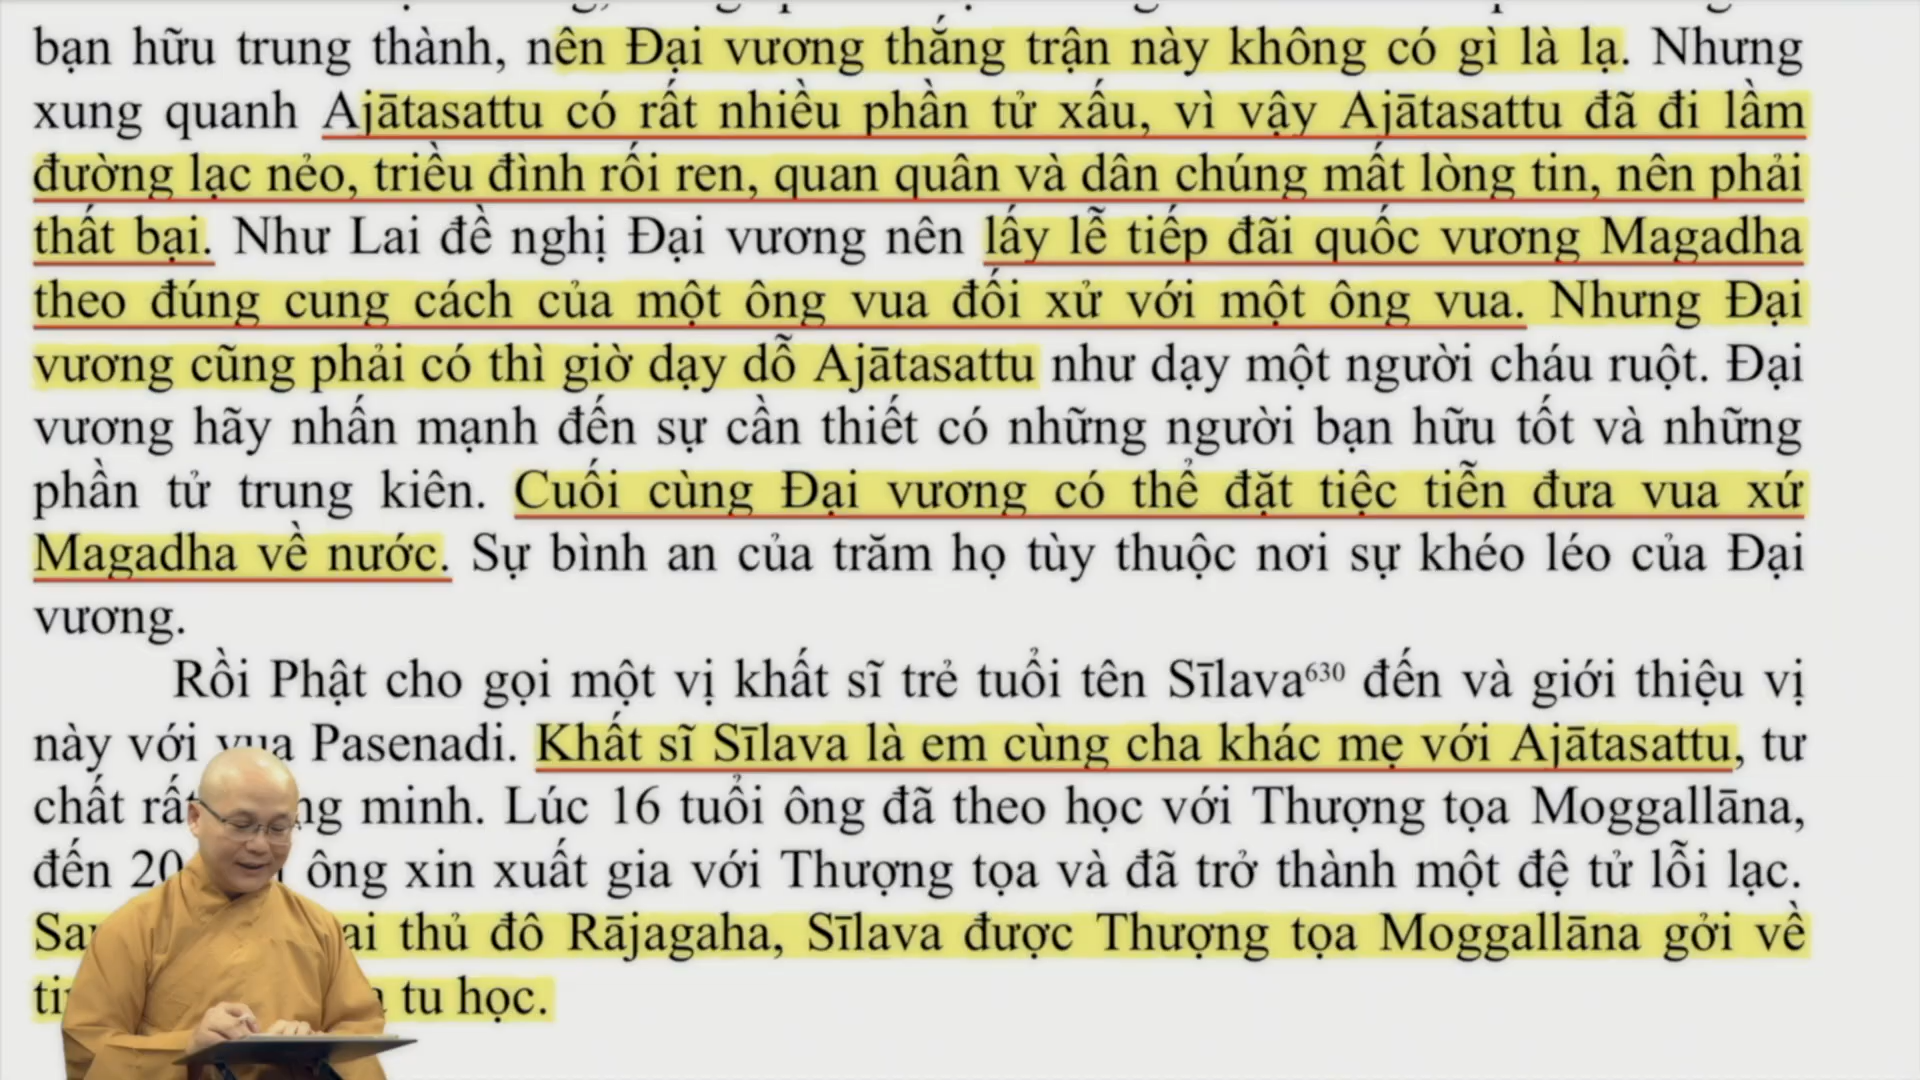 bạn hữu trung thành, nên Đại vương thắng trận này không có gì là lạ. Nhưng
xung quanh Ajātasattu có rất nhiều phần tử xấu, vì vậy Ajātasattu đã đi lầm
đường lạc nẻo, triều đình rối ren, quan quân và dân chúng mất lòng tin, nên phải
thất bại. Như Lai đề nghị Đại vương nên lấy lễ tiếp đãi quốc vương Magadha
theo đúng cung cách của một ông vua đối xử với một ông vua. Nhưng Đại
vương cũng phải có thì giờ dạy dỗ Ajātasattu như dạy một người cháu ruột. Đại
vương hãy nhấn mạnh đến sự cần thiết có những người bạn hữu tốt và những
phần tử trung kiên. Cuối cùng Đại vương có thể đặt tiệc tiễn đưa vua xứ
Magadha về nước. Sự bình an của trăm họ tùy thuộc nơi sự khéo léo của Đại
vương.
Rồi Phật cho gọi một vị khất sĩ trẻ tuổi tên Sīlava⁶³⁰ đến và giới thiệu vị
này với vua Pasenadi. Khất sĩ Sīlava là em cùng cha khác mẹ với Ajātasattu, tư
chất minh. Lúc 16 tuổi ông đã theo học với Thượng tọa Moggallāna,
đến ông xin xuất gia với Thượng tọa và đã trở thành một đệ tử lỗi lạc.
thủ đô Rājagaha, Sīlava được Thượng tọa Moggallāna gởi về
tu học.